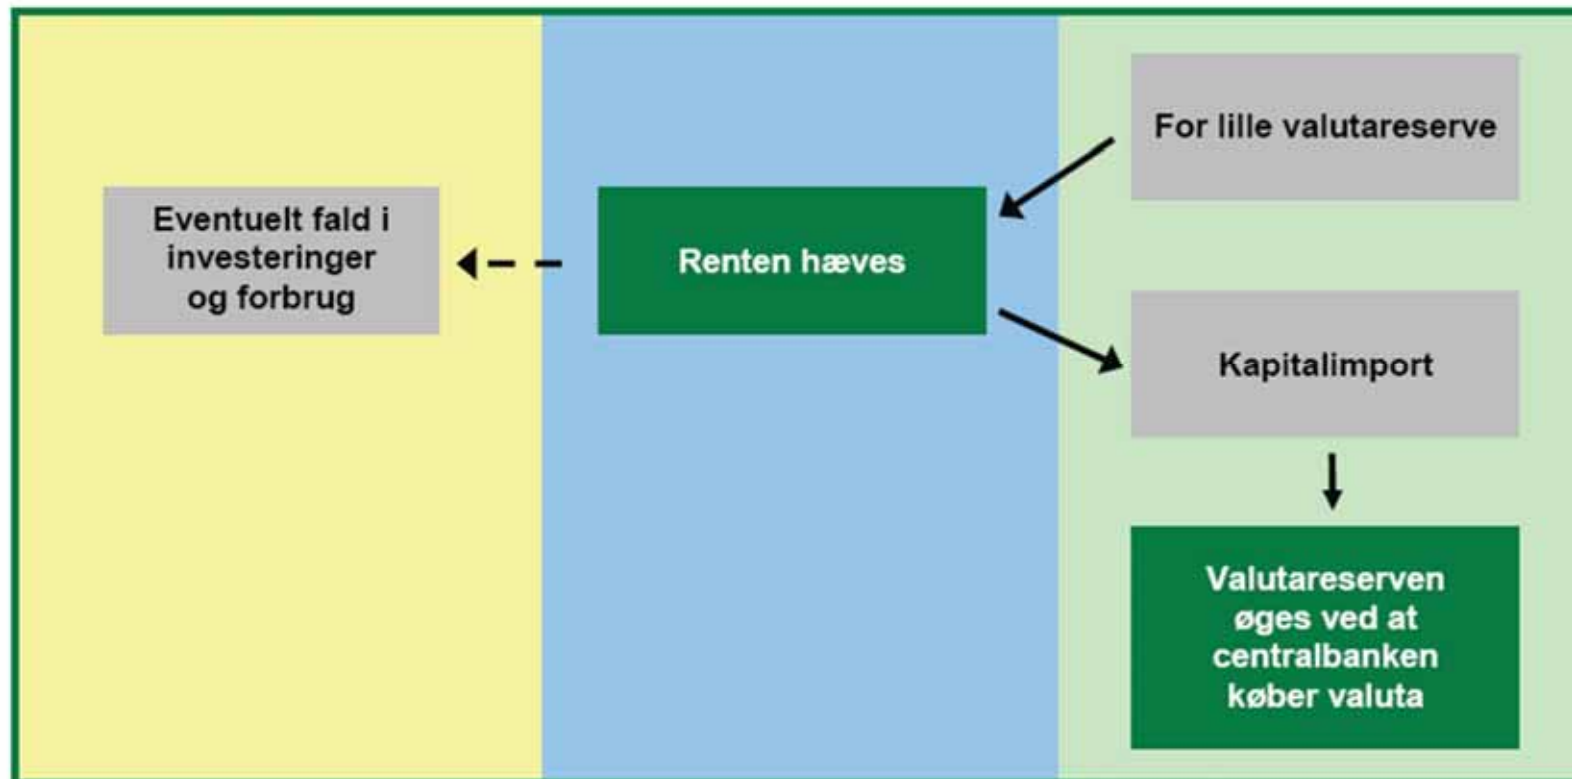 For lille valutareserve
Eventuelt fald i
investeringer
og forbrug
Renten hæves
Kapitalimport
Valutareserven
øges ved at
centralbanken
køber valuta